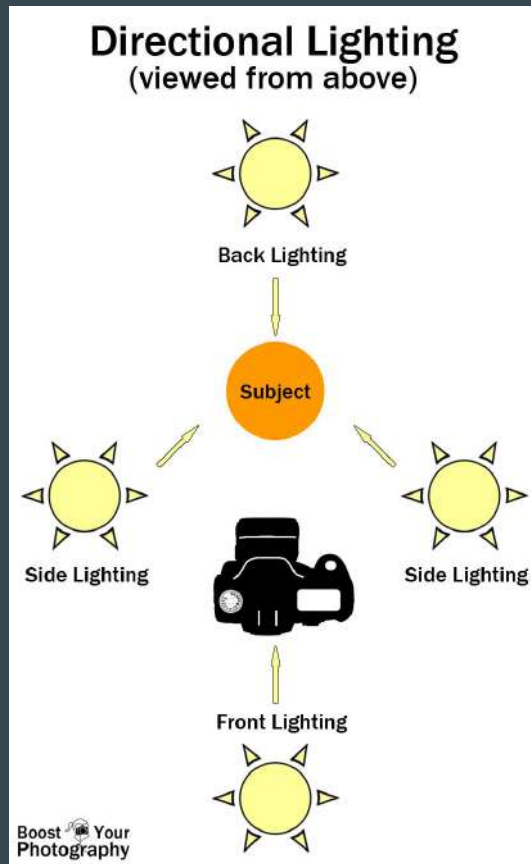 Directional Lighting
(viewed from above)
Back Lighting
Subject
Side Lighting
Side Lighting
Front Lighting
Boost Your
Photography